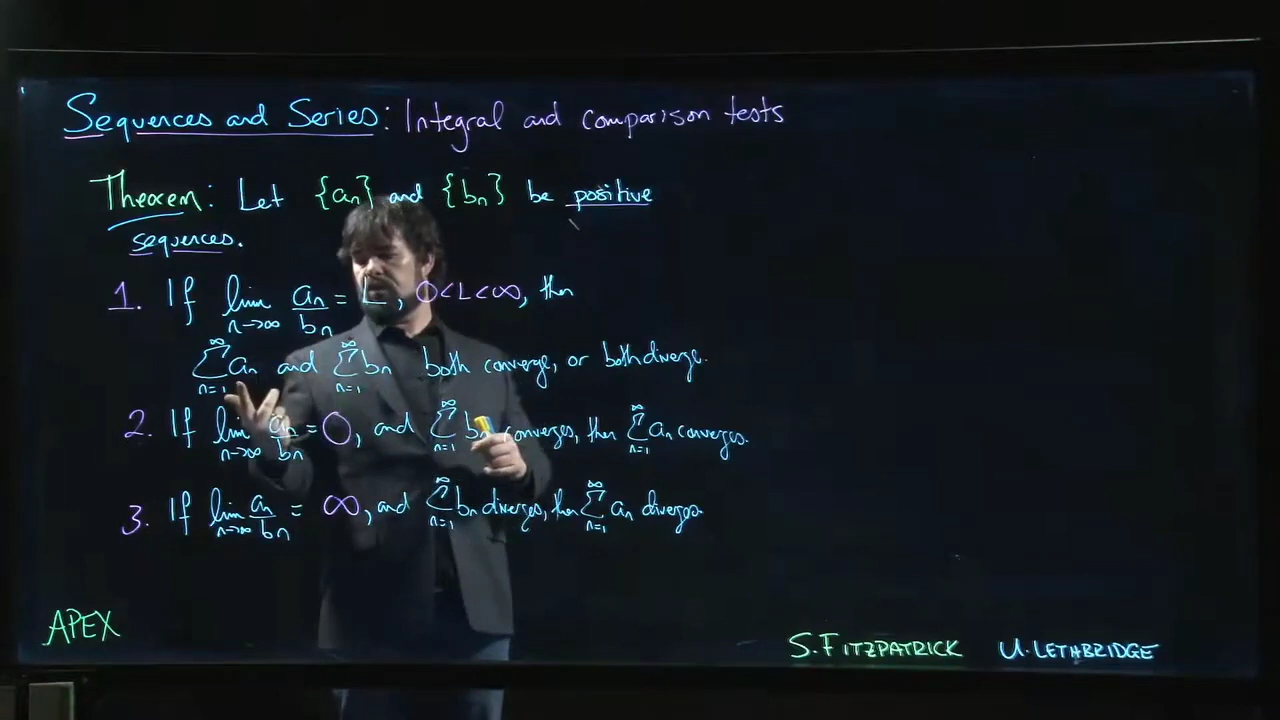 Sequences and Series: Integral and comparison tests
Theorem: Let {aₙ} and {bₙ} be positive
sequences.
1. If lim n→∞ aₙ/bₙ = L, 0<L<∞, then
∞ Σ n=1 aₙ and ∞ Σ n=1 bₙ both converge, or both diverge.
2. If lim n→∞ aₙ/bₙ = 0, and ∞ Σ n=1 bₙ converges, then ∞ Σ n=1 aₙ converges.
3. If lim n→∞ aₙ/bₙ = ∞, and ∞ Σ n=1 bₙ diverges, then ∞ Σ n=1 aₙ diverges.
APEX
S. FITZPATRICK U. LETHBRIDGE